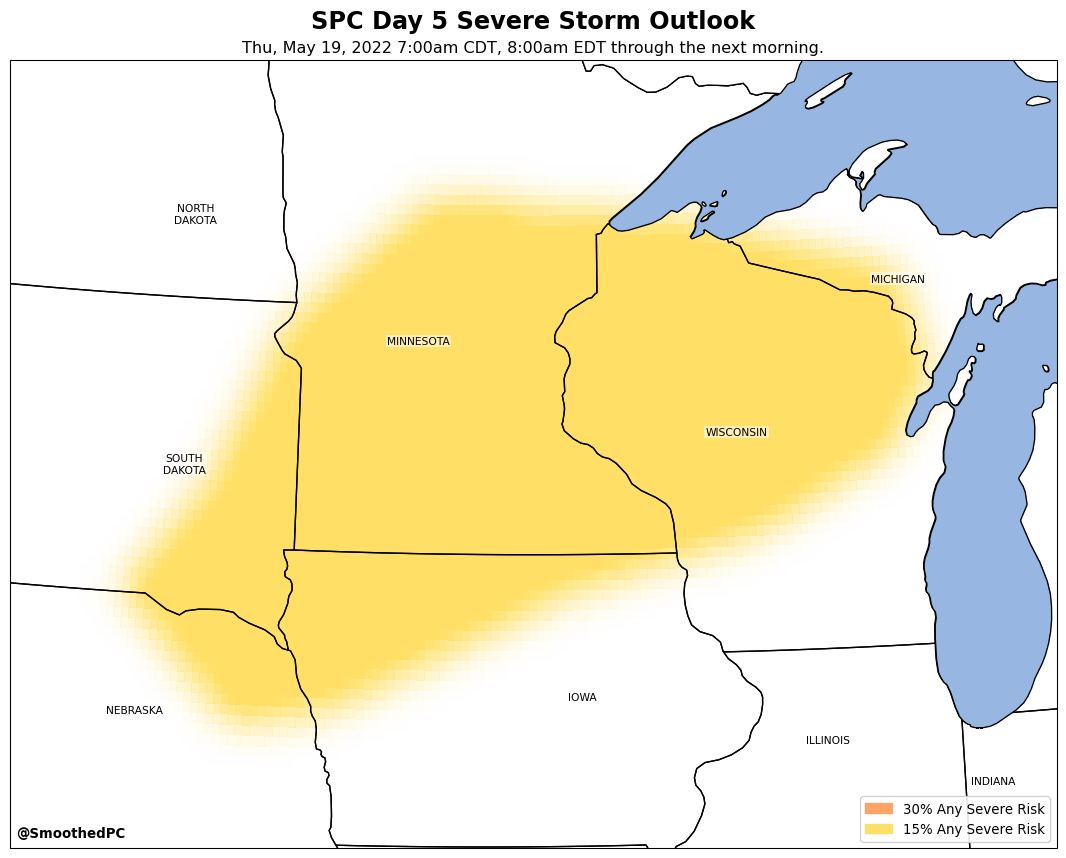 SPC Day 5 Severe Storm Outlook
Thu, May 19, 2022 7:00am CDT, 8:00am EDT through the next morning.
NORTH
DAKOTA
MICHIGAN
MINNESOTA
WISCONSIN
SOUTH
DAKOTA
IOWA
NEBRASKA
ILLINOIS
INDIANA
30% Any Severe Risk
15% Any Severe Risk
@SmoothedPC